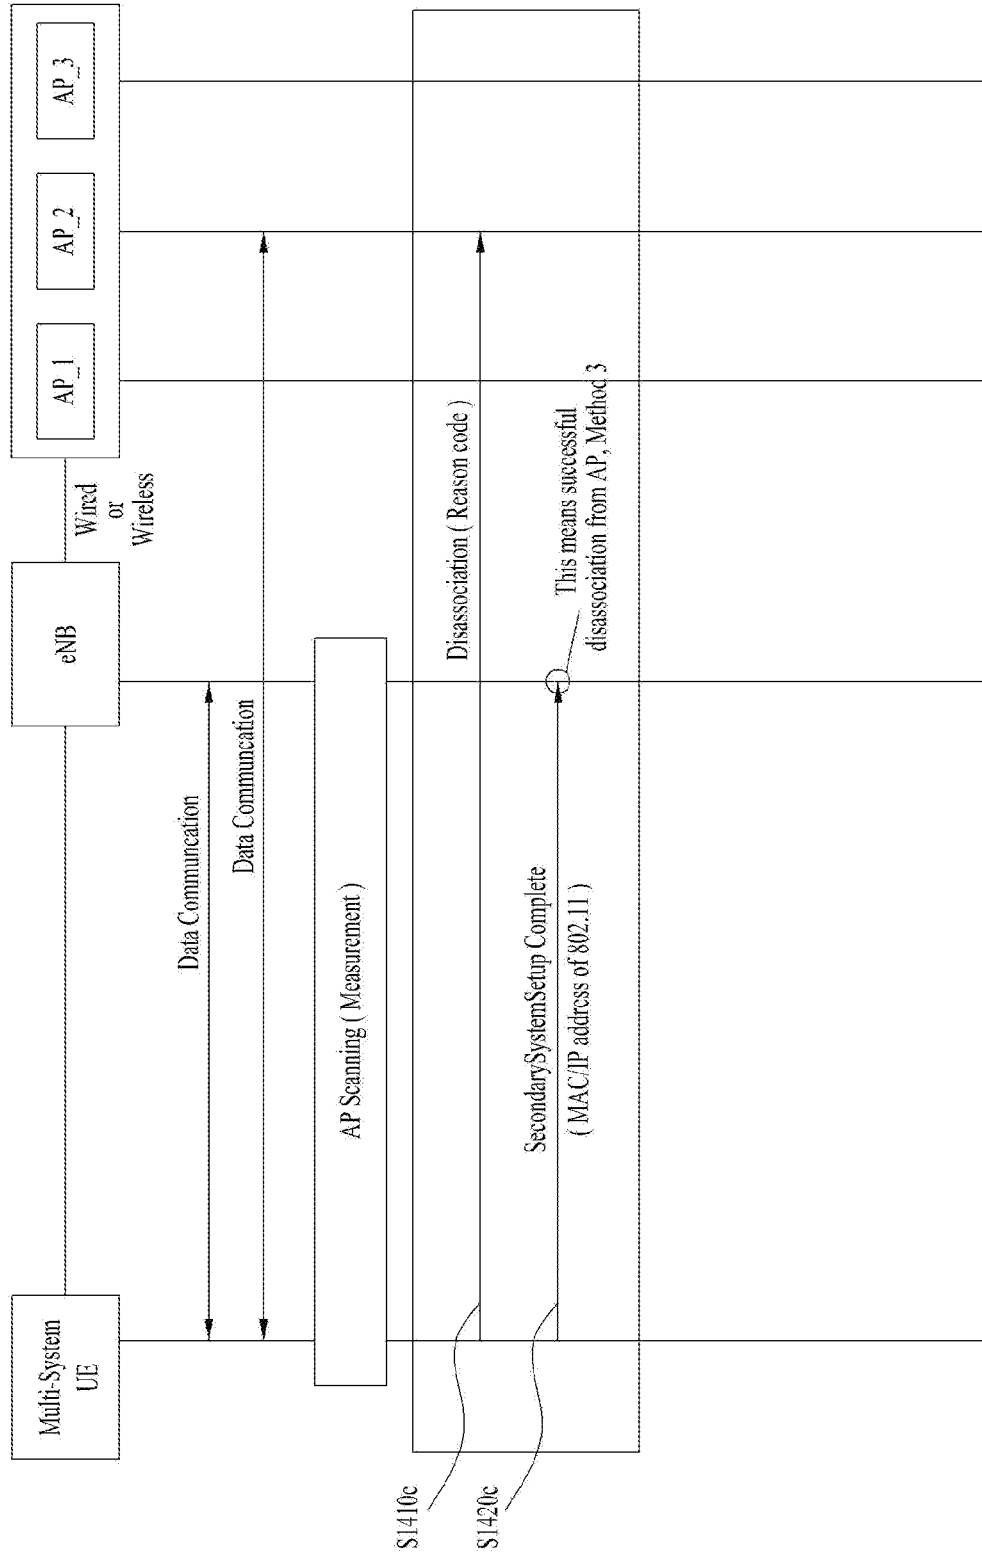 Multi-System
UE
eNB
Wired
or
Wireless
AP_1
AP_2
AP_3
Data Communcation
Data Communcation
AP Scanning ( Measurement )
S1410c
Disassociation ( Reason code )
S1420c
SecondarySystemSetup Complete
( MAC/IP address of 802.11 )
This means successful
disassociation from AP, Method 3